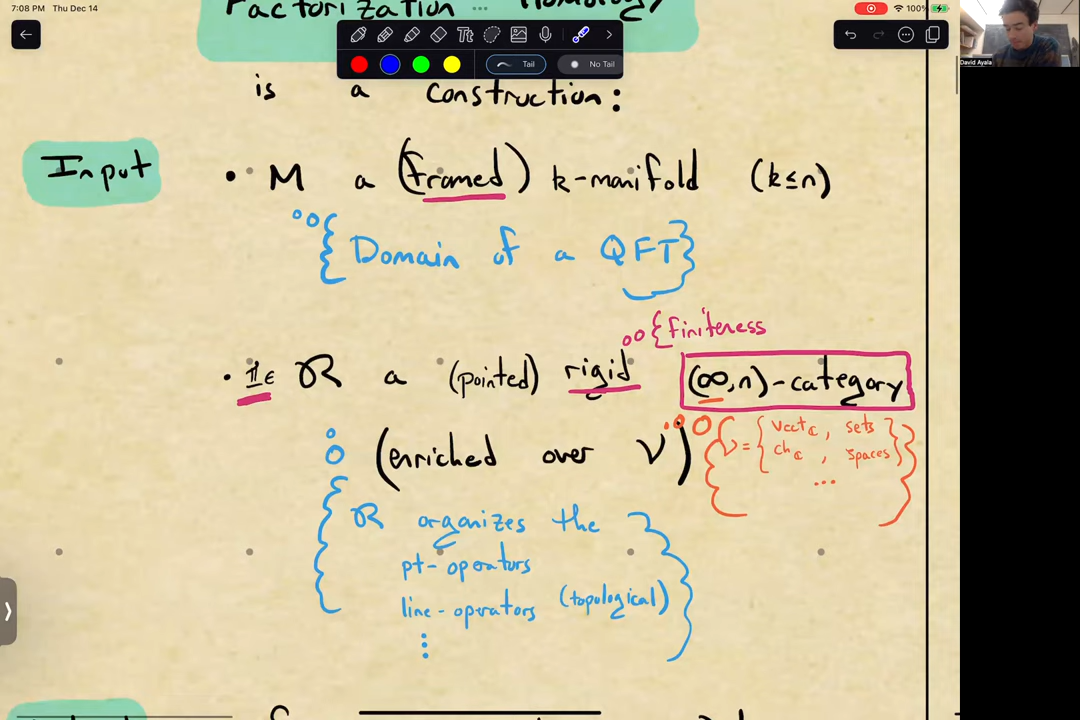 7:08 PM Thu Dec 14
100%
Factorization Homology
Tt
Tail
No Tail
David Ayala
is a construction:
Input
• M a (framed) k-manifold (k≤n)
{Domain of a QFT}
{finiteness
• 𝟙∈ R a (pointed) rigid (∞,n)-category
(enriched over V)
{V = {Vect_ℂ, sets
Ch_ℂ, spaces}
...}
{R organizes the
pt-operators
line-operators (topological)
⋮}